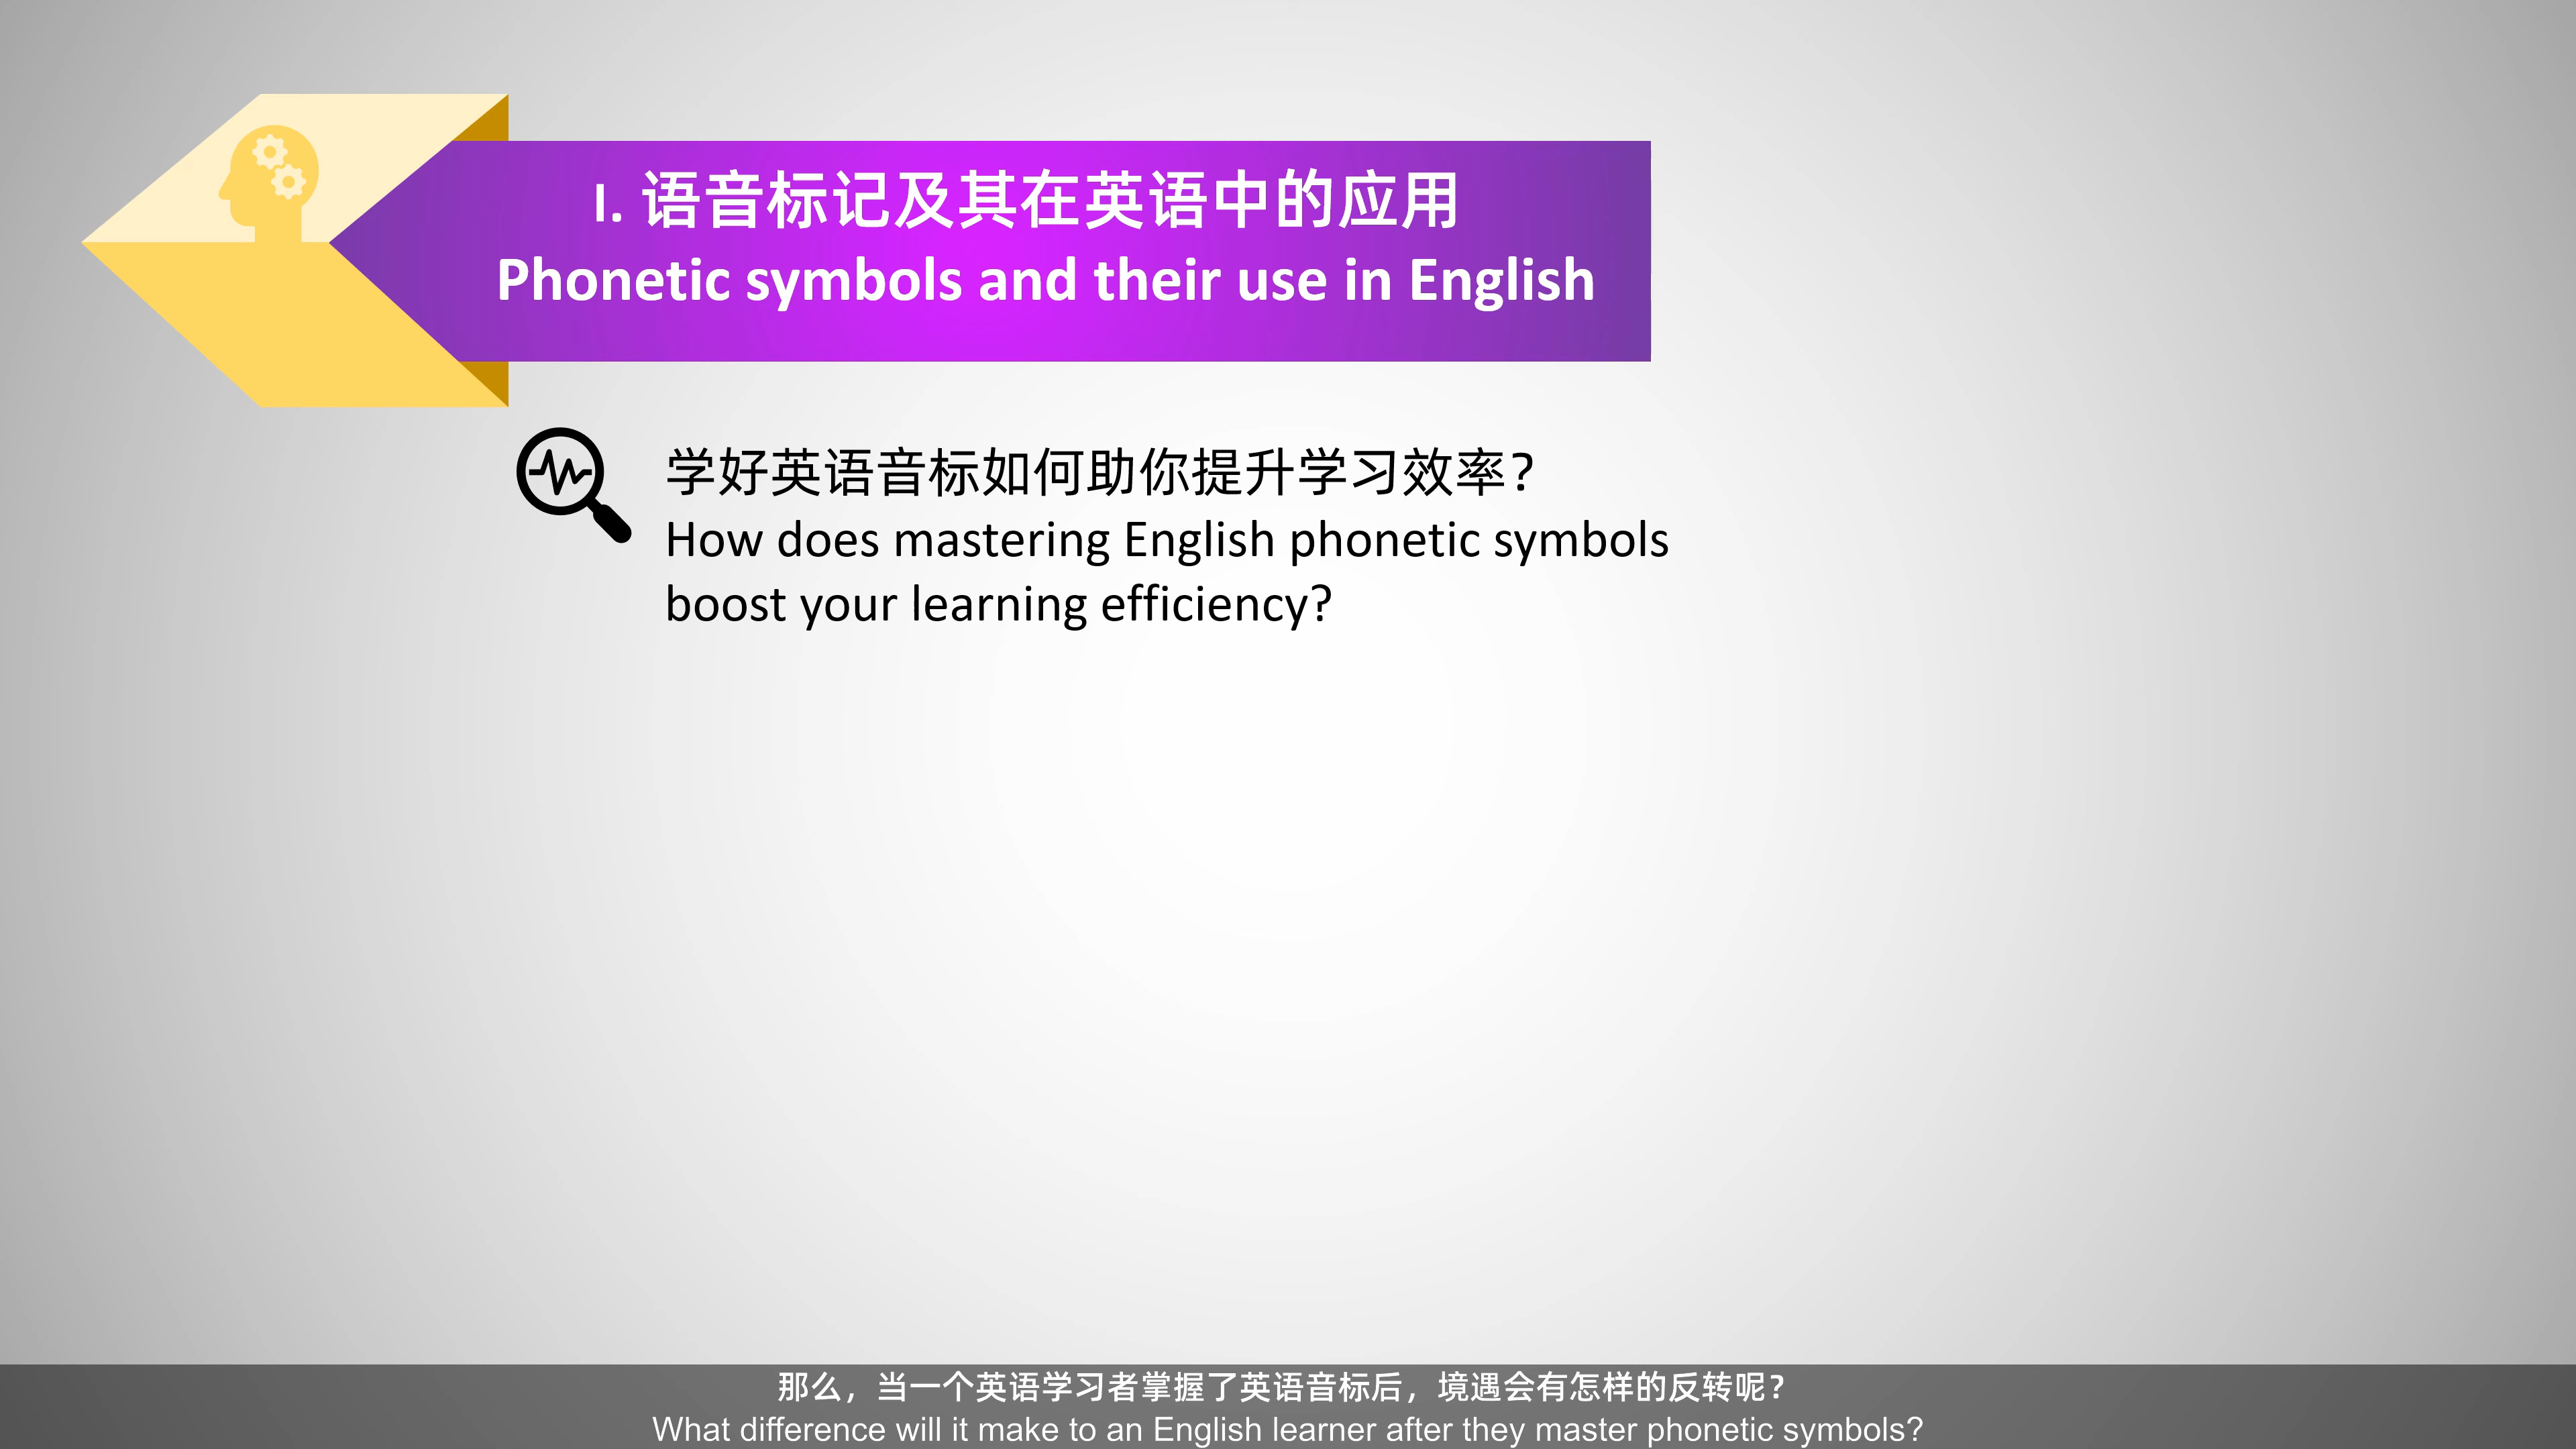 I. 语音标记及其在英语中的应用
Phonetic symbols and their use in English
学好英语音标如何助你提升学习效率？
How does mastering English phonetic symbols
boost your learning efficiency?
那么，当一个英语学习者掌握了英语音标后，境遇会有怎样的反转呢？
What difference will it make to an English learner after they master phonetic symbols?